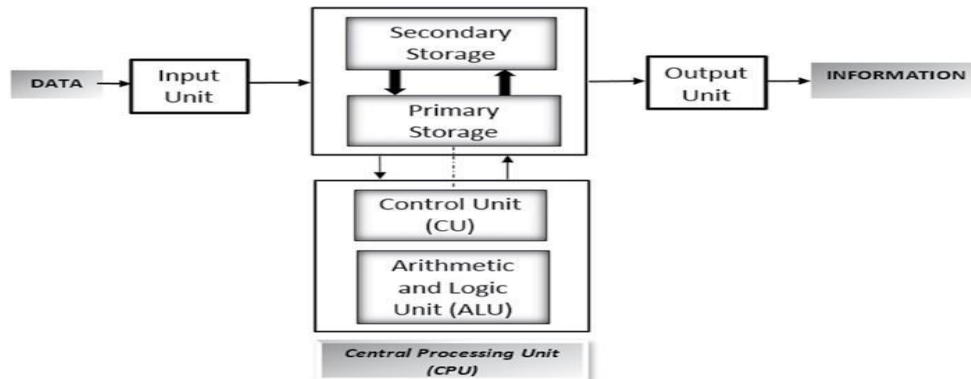 Secondary
Storage
DATA
Input
Unit
Output
Unit
INFORMATION
Primary
Storage
Control Unit
(CU)
Arithmetic
and Logic
Unit (ALU)
Central Processing Unit
(CPU)